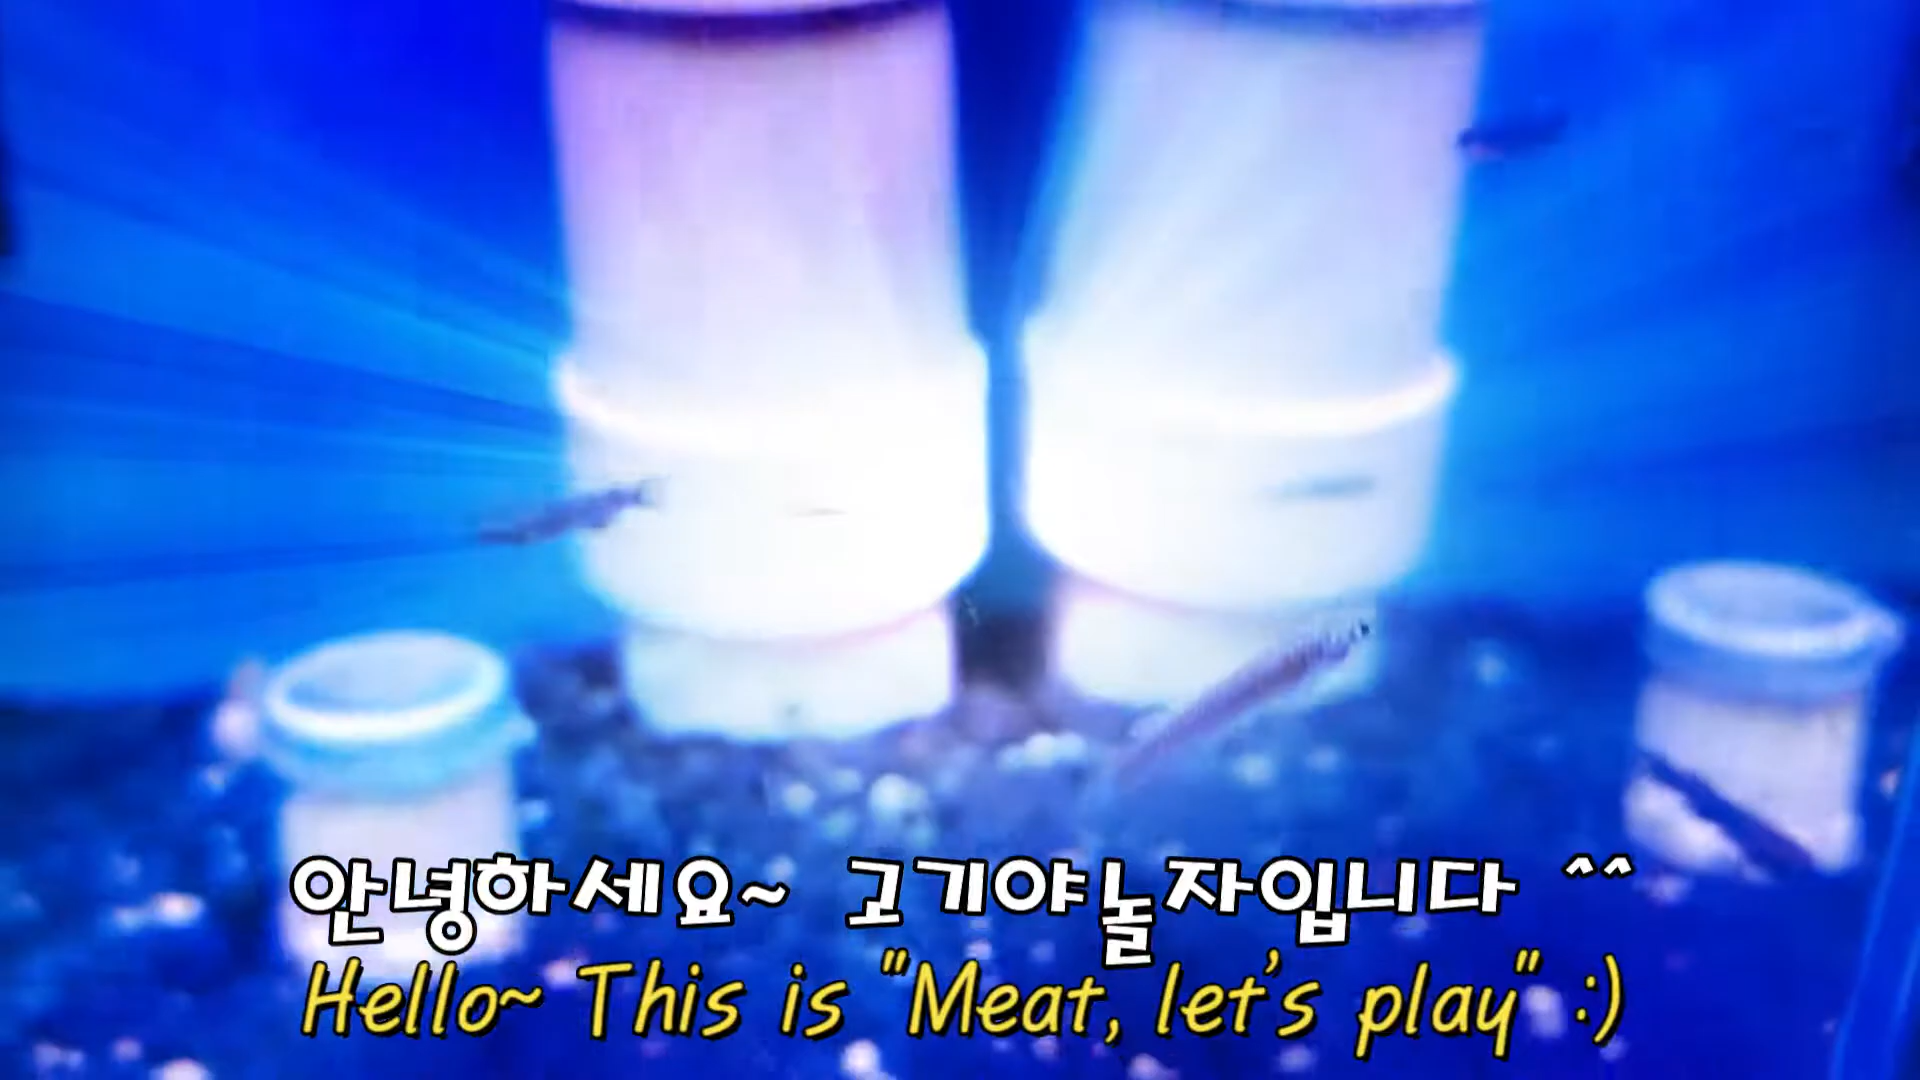 안녕하세요~ 고기야놀자입니다 ^^
Hello~ This is "Meat, let's play" :)